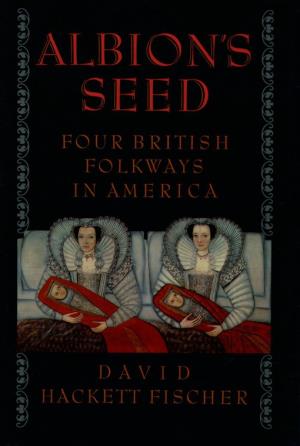 ALBION'S
SEED
FOUR BRITISH
FOLKWAYS
IN AMERICA
DAVID
HACKETT FISCHER